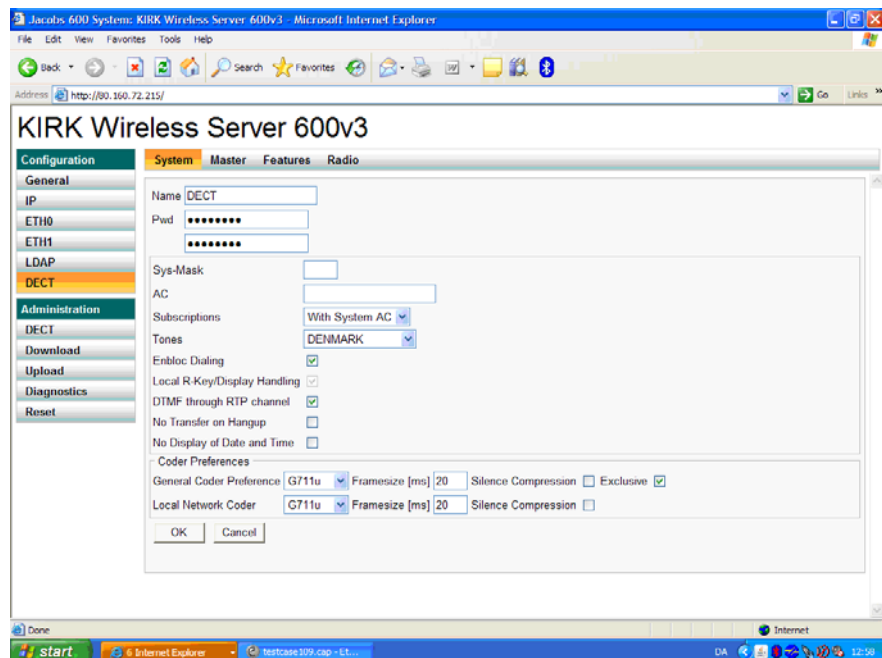 Jacobs 600 System: KIRK Wireless Server 600v3 - Microsoft Internet Explorer
File Edit View Favorites Tools Help
Back Search Favorites
Address http://80.160.72.215/ Go Links »
KIRK Wireless Server 600v3
Configuration
General
IP
ETH0
ETH1
LDAP
DECT
Administration
DECT
Download
Upload
Diagnostics
Reset
System Master Features Radio
Name DECT
Pwd ••••••••
••••••••
Sys-Mask
AC
Subscriptions With System AC
Tones DENMARK
Enbloc Dialing
Local R-Key/Display Handling
DTMF through RTP channel
No Transfer on Hangup
No Display of Date and Time
Coder Preferences
General Coder Preference G711u Framesize [ms] 20 Silence Compression Exclusive
Local Network Coder G711u Framesize [ms] 20 Silence Compression
OK Cancel
Done Internet
start 6 Internet Explorer testcase109.cap - Et... DA 12:58